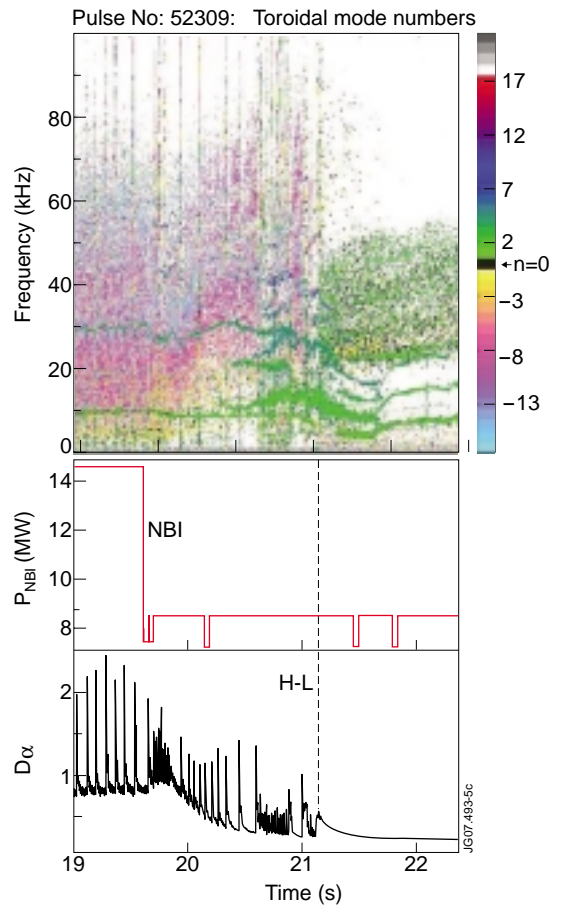 Pulse No: 52309: Toroidal mode numbers
Frequency (kHz)
80
60
40
20
0
17
12
7
2
n=0
−3
−8
−13
P_NBI (MW)
14
12
10
8
NBI
Dα
2
1
H-L
JG07.493-5c
19 20 21 22
Time (s)